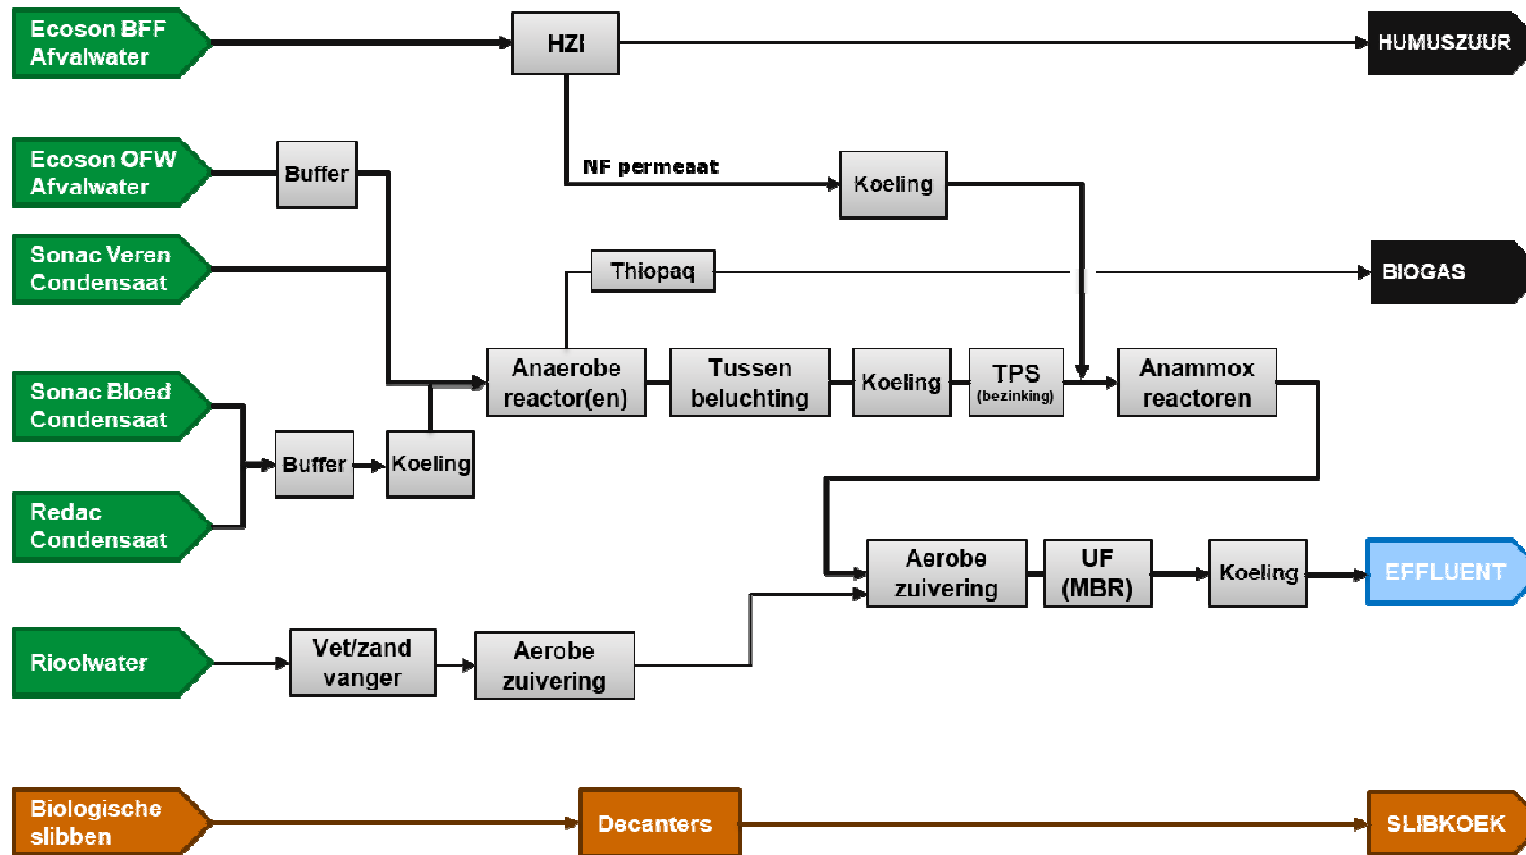 Ecoson BFF
Afvalwater
HZI
HUMUSZUUR
Ecoson OFW
Afvalwater
Buffer
NF permeaat
Koeling
Sonac Veren
Condensaat
Thiopaq
BIOGAS
Sonac Bloed
Condensaat
Anaerobe
reactor(en)
Tussen
beluchting
Koeling
TPS
(bezinking)
Anammox
reactoren
Buffer
Koeling
Redac
Condensaat
Aerobe
zuivering
UF
(MBR)
Koeling
EFFLUENT
Rioolwater
Vet/zand
vanger
Aerobe
zuivering
Biologische
slibben
Decanters
SLIBKOEK